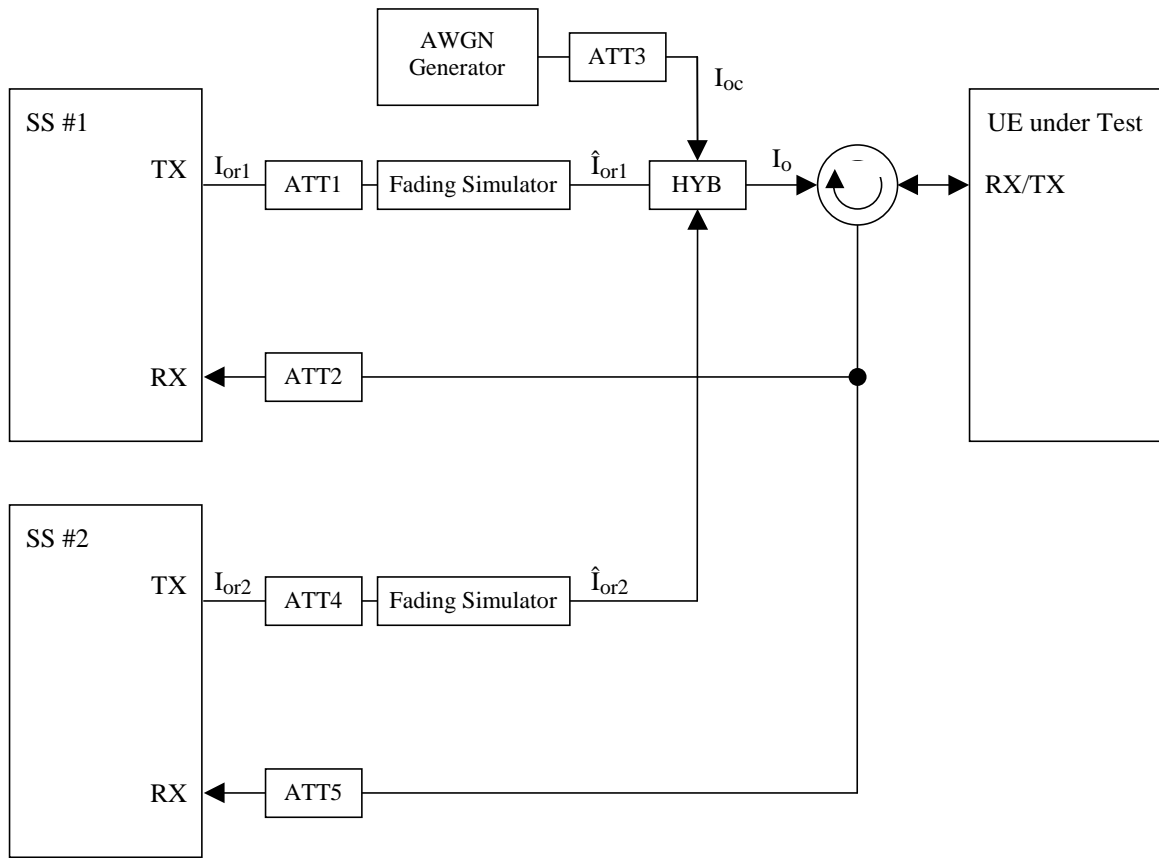 AWGN
Generator
ATT3
I_oc
SS #1
UE under Test
TX
I_or1
ATT1
Fading Simulator
Î_or1
HYB
I_o
RX/TX
RX
ATT2
SS #2
TX
I_or2
ATT4
Fading Simulator
Î_or2
RX
ATT5